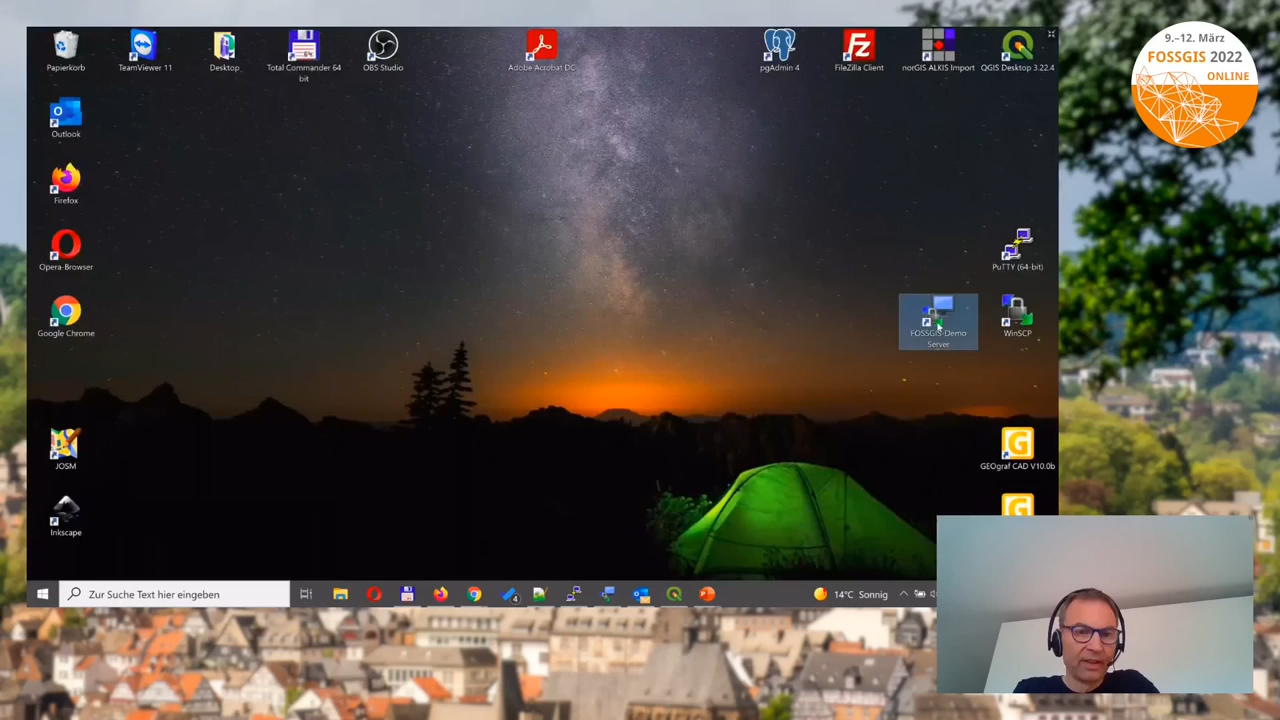 9.–12. März
FOSSGIS 2022
ONLINE
Papierkorb
TeamViewer 11
Desktop
Total Commander 64
bit
OBS Studio
Adobe Acrobat DC
pgAdmin 4
FileZilla Client
norGIS ALKIS Import
QGIS Desktop 3.22.4
Outlook
Firefox
Opera-Browser
PuTTY (64-bit)
Google Chrome
FOSSGIS-Demo
Server
WinSCP
JOSM
GEOgraf CAD V10.0b
Inkscape
Zur Suche Text hier eingeben
14°C Sonnig